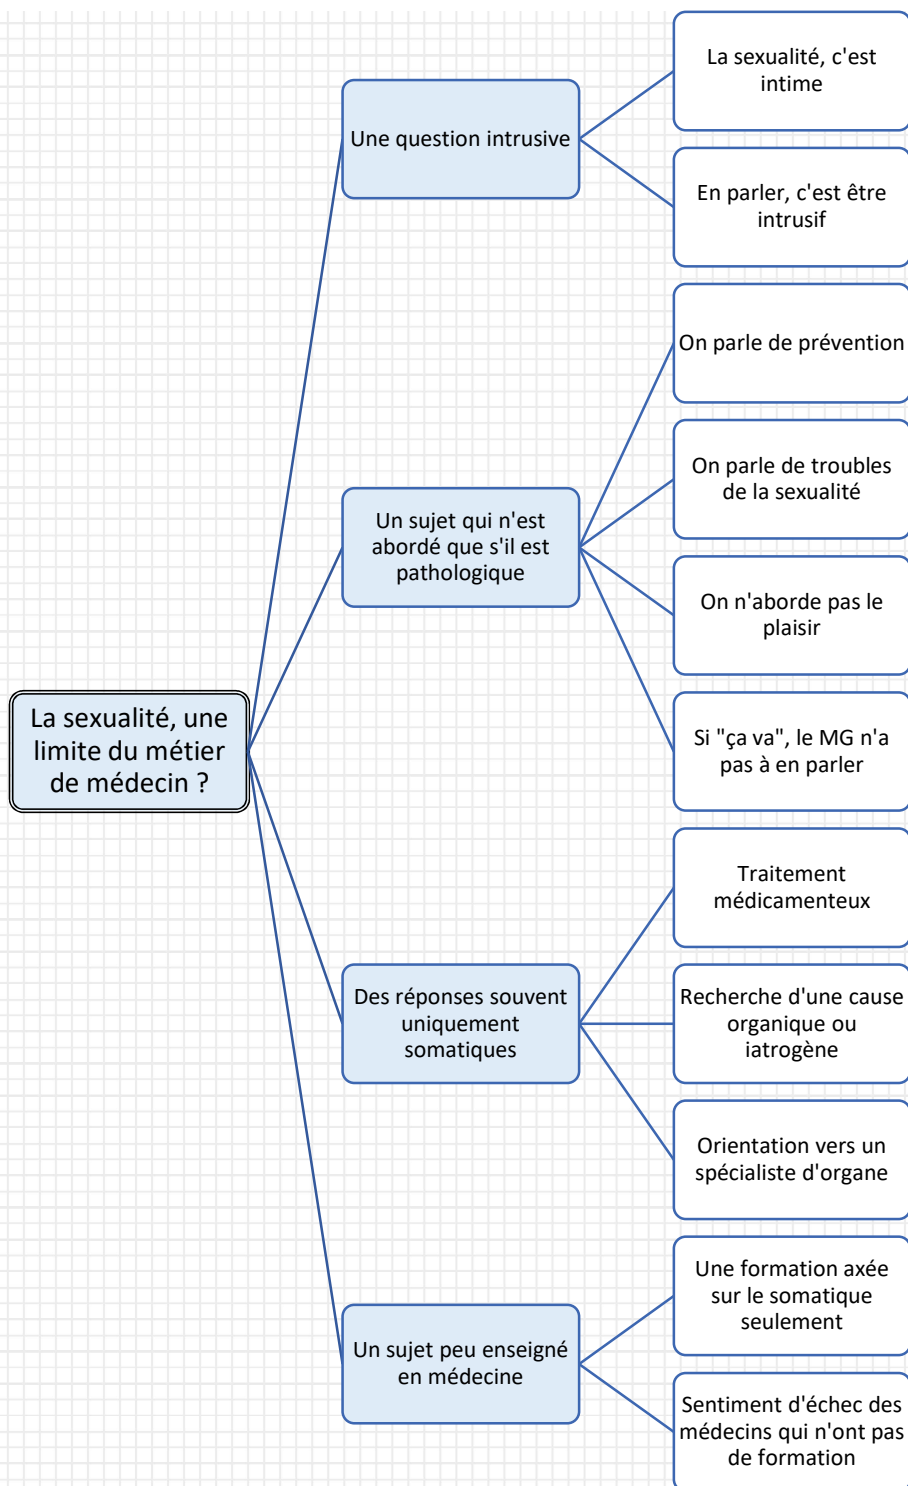 La sexualité, une
limite du métier
de médecin ?
Une question intrusive
La sexualité, c'est
intime
En parler, c'est être
intrusif
Un sujet qui n'est
abordé que s'il est
pathologique
On parle de prévention
On parle de troubles
de la sexualité
On n'aborde pas le
plaisir
Si "ça va", le MG n'a
pas à en parler
Des réponses souvent
uniquement
somatiques
Traitement
médicamenteux
Recherche d'une cause
organique ou
iatrogène
Orientation vers un
spécialiste d'organe
Un sujet peu enseigné
en médecine
Une formation axée
sur le somatique
seulement
Sentiment d'échec des
médecins qui n'ont pas
de formation